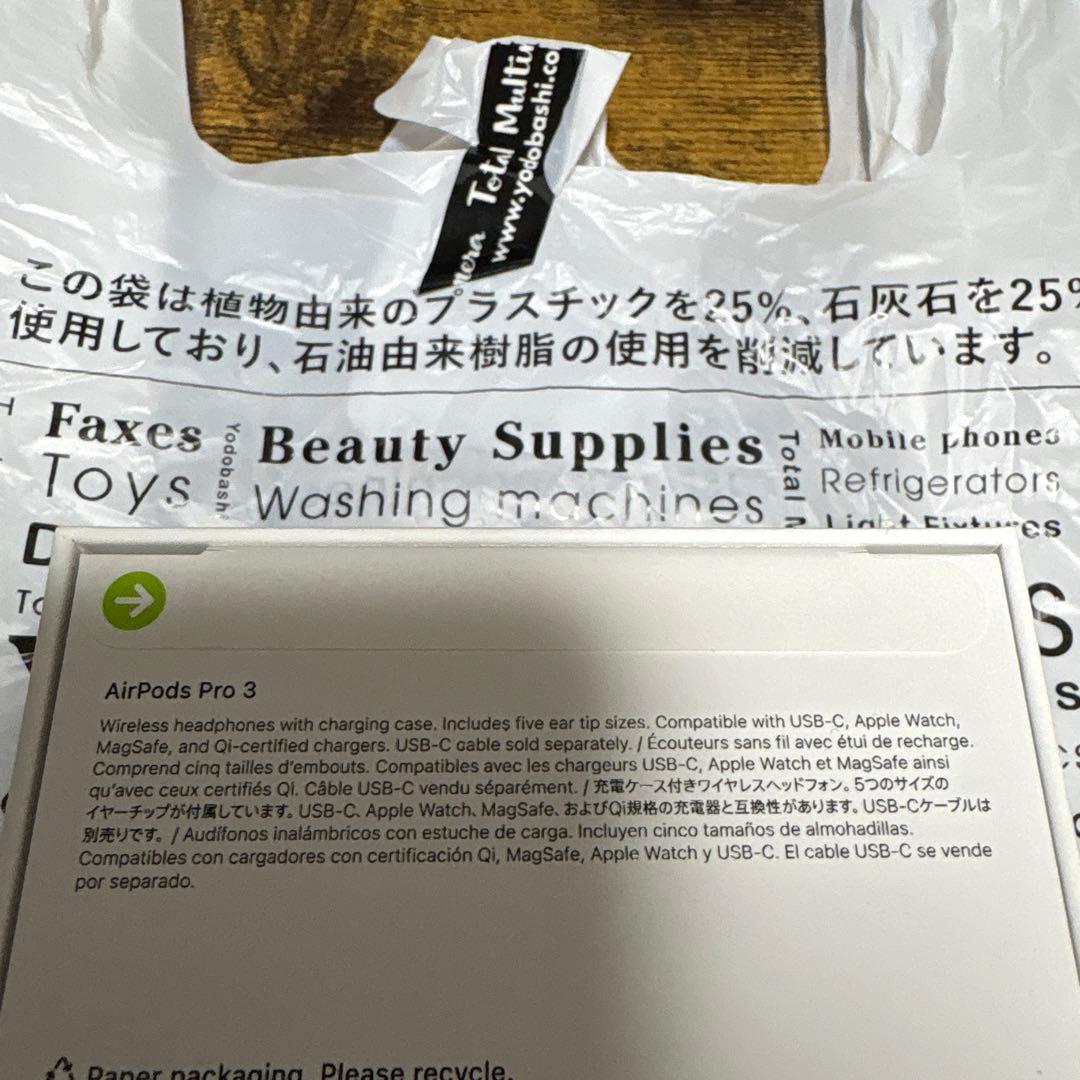 Total Multi
www.yodobashi.co
この袋は植物由来のプラスチックを25%、石灰石を25%
使用しており、石油由来樹脂の使用を削減しています。
Faxes
Toys
Yodobashi
Beauty Supplies
Washing machines
Total M
Mobile phones
Refrigerators
Light Fixtures
AirPods Pro 3
Wireless headphones with charging case. Includes five ear tip sizes. Compatible with USB-C, Apple Watch,
MagSafe, and Qi-certified chargers. USB-C cable sold separately. / Écouteurs sans fil avec étui de recharge.
Comprend cinq tailles d'embouts. Compatibles avec les chargeurs USB-C, Apple Watch et MagSafe ainsi
qu'avec ceux certifiés Qi. Câble USB-C vendu séparément. / 充電ケース付きワイヤレスヘッドフォン。5つのサイズの
イヤーチップが付属しています。USB-C、Apple Watch、MagSafe、およびQi規格の充電器と互換性があります。USB-Cケーブルは
別売りです。 / Audífonos inalámbricos con estuche de carga. Incluyen cinco tamaños de almohadillas.
Compatibles con cargadores con certificación Qi, MagSafe, Apple Watch y USB-C. El cable USB-C se vende
por separado.
Paper packaging. Please recycle.